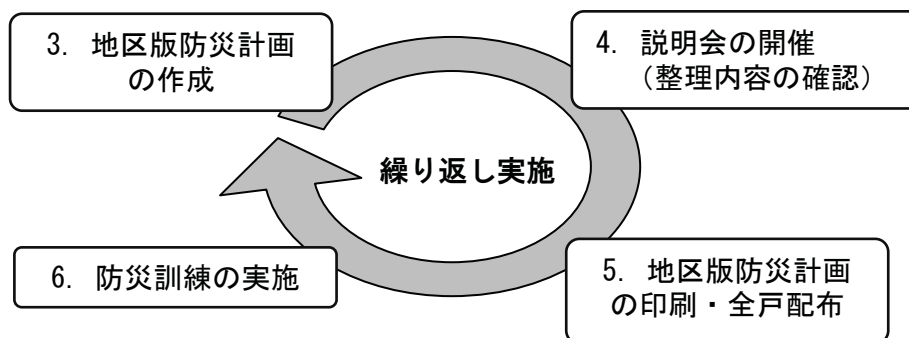 3. 地区版防災計画
の作成
4. 説明会の開催
（整理内容の確認）
繰り返し実施
5. 地区版防災計画
の印刷・全戸配布
6. 防災訓練の実施